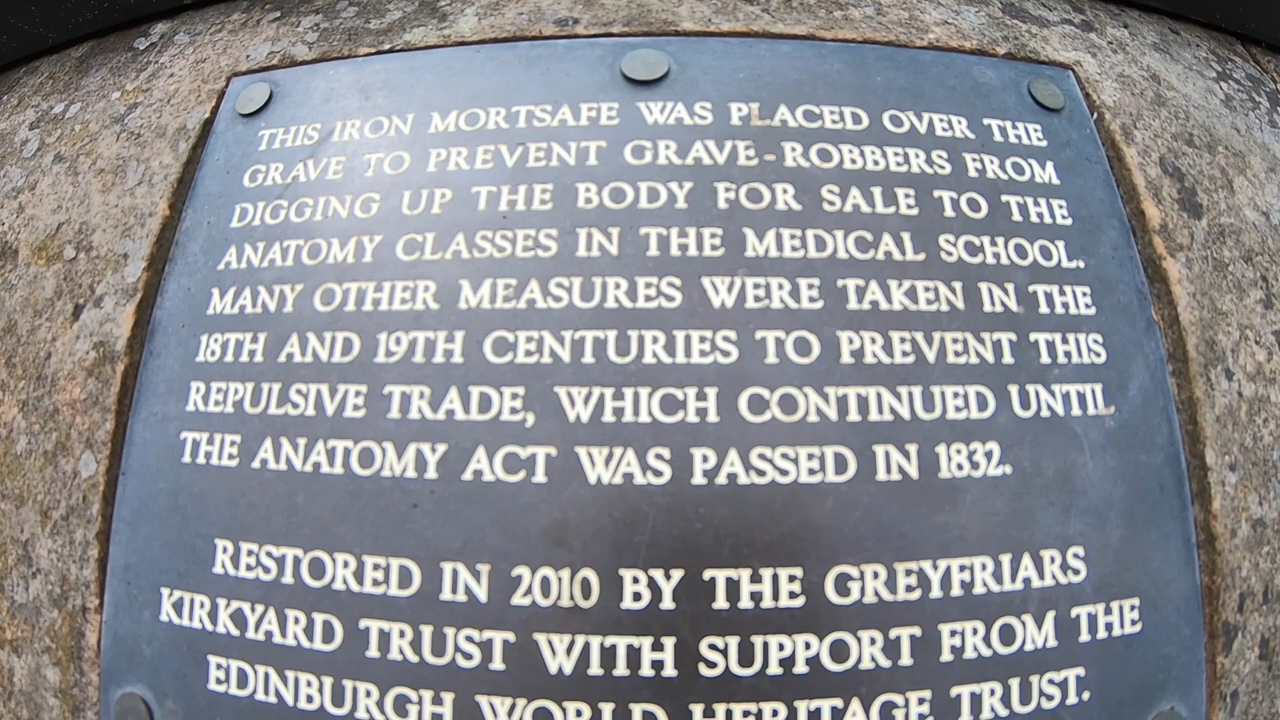 THIS IRON MORTSAFE WAS PLACED OVER THE
GRAVE TO PREVENT GRAVE-ROBBERS FROM
DIGGING UP THE BODY FOR SALE TO THE
ANATOMY CLASSES IN THE MEDICAL SCHOOL.
MANY OTHER MEASURES WERE TAKEN IN THE
18TH AND 19TH CENTURIES TO PREVENT THIS
REPULSIVE TRADE, WHICH CONTINUED UNTIL
THE ANATOMY ACT WAS PASSED IN 1832.
RESTORED IN 2010 BY THE GREYFRIARS
KIRKYARD TRUST WITH SUPPORT FROM THE
EDINBURGH WORLD HERITAGE TRUST.